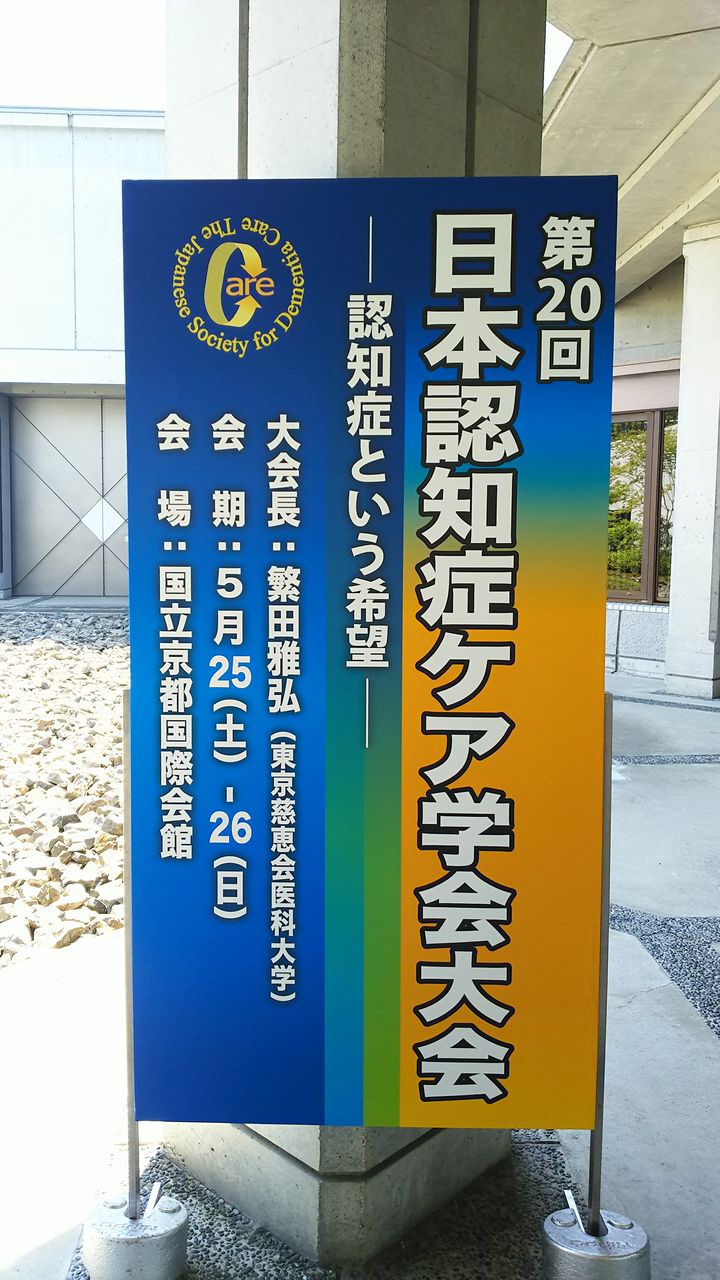 第20回
日本認知症ケア学会大会
―認知症という希望―
大会長：繁田雅弘（東京慈恵会医科大学）
会　期：5月25（土）-26（日）
会　場：国立京都国際会館
The Japanese Society for Dementia Care
Care